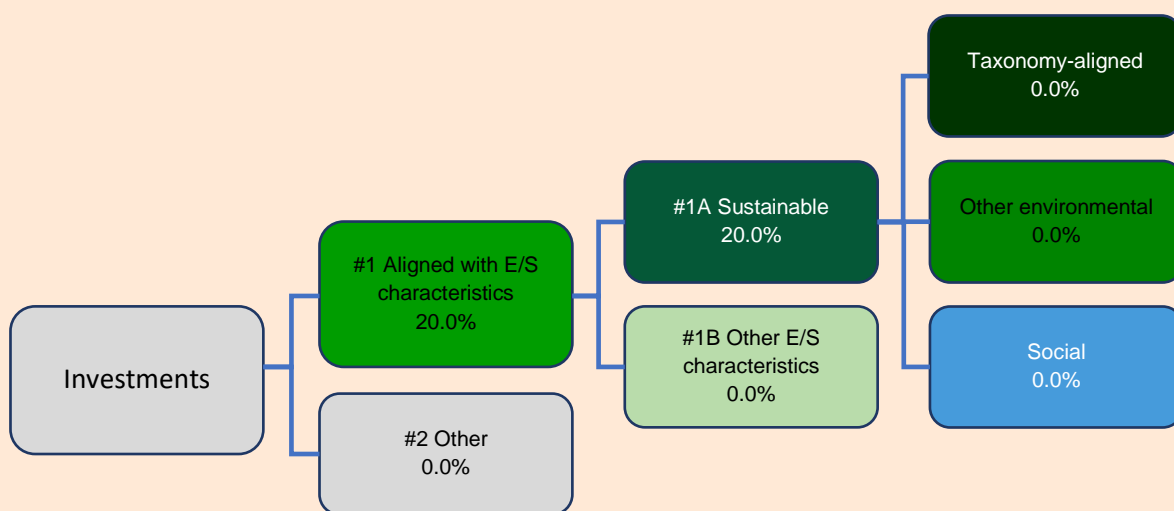 Investments
#1 Aligned with E/S
characteristics
20.0%
#2 Other
0.0%
#1A Sustainable
20.0%
#1B Other E/S
characteristics
0.0%
Taxonomy-aligned
0.0%
Other environmental
0.0%
Social
0.0%